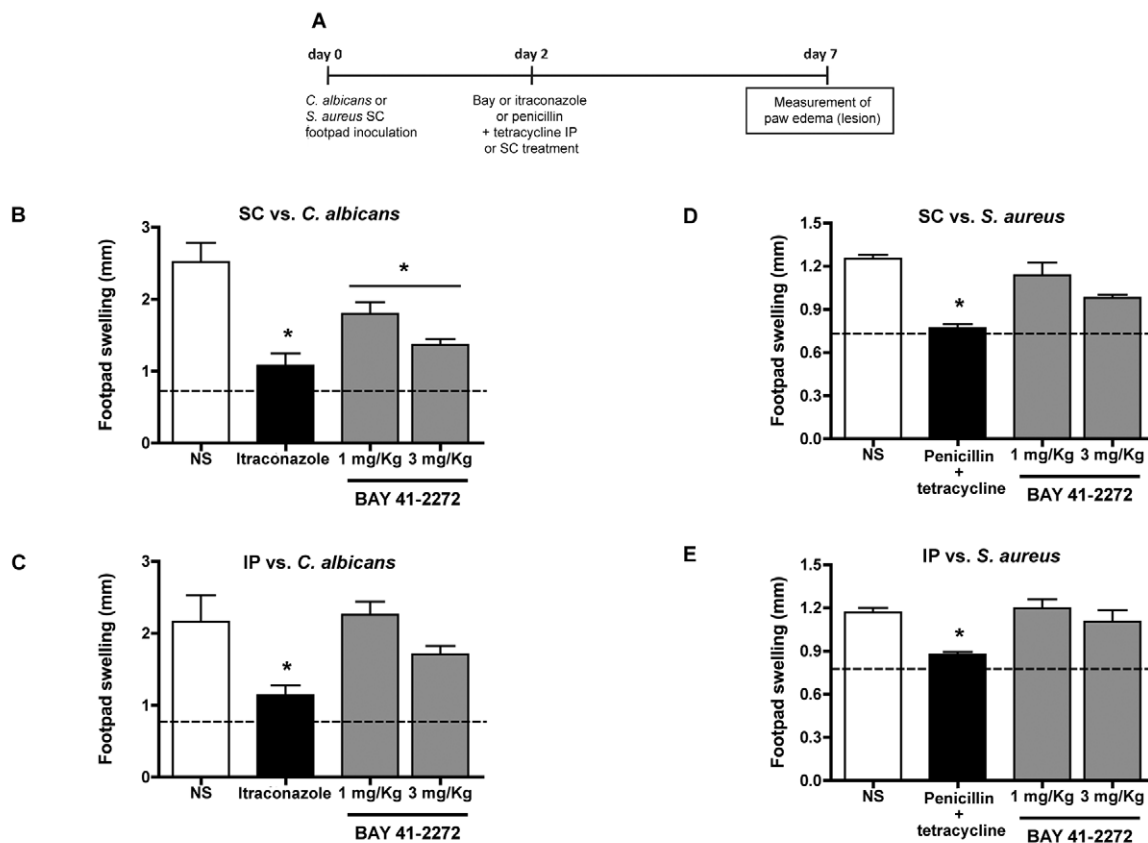 A
day 0 day 2 day 7
C. albicans or
S. aureus SC
footpad inoculation
Bay or itraconazole
or penicillin
+ tetracycline IP
or SC treatment
Measurement of
paw edema (lesion)
B
SC vs. C. albicans
Footpad swelling (mm)
3
2
1
0
*
*
NS Itraconazole 1 mg/Kg 3 mg/Kg
BAY 41-2272
D
SC vs. S. aureus
Footpad swelling (mm)
1.5
1.2
0.9
0.6
0.3
0.0
*
NS Penicillin 1 mg/Kg 3 mg/Kg
+
tetracycline
BAY 41-2272
C
IP vs. C. albicans
Footpad swelling (mm)
3
2
1
0
*
NS Itraconazole 1 mg/Kg 3 mg/Kg
BAY 41-2272
E
IP vs. S. aureus
Footpad swelling (mm)
1.5
1.2
0.9
0.6
0.3
0.0
*
NS Penicillin 1 mg/Kg 3 mg/Kg
+
tetracycline
BAY 41-2272